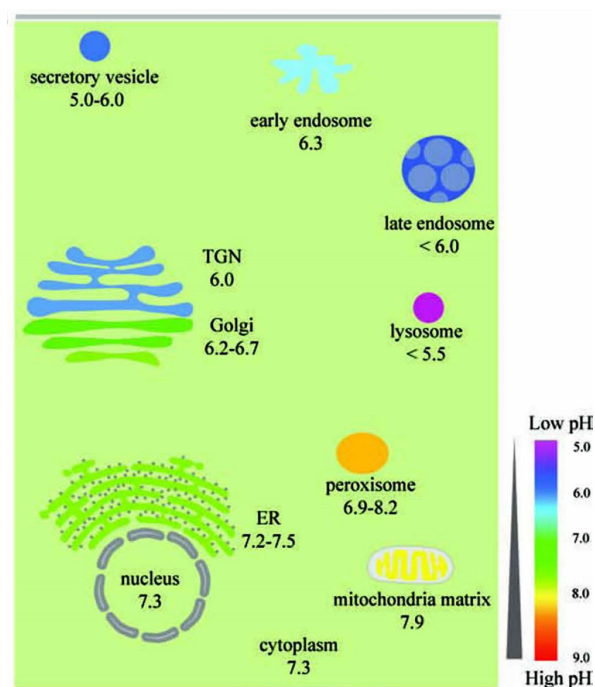 secretory vesicle
5.0-6.0
early endosome
6.3
late endosome
< 6.0
TGN
6.0
Golgi
6.2-6.7
lysosome
< 5.5
peroxisome
6.9-8.2
ER
7.2-7.5
nucleus
7.3
mitochondria matrix
7.9
cytoplasm
7.3
Low pH
5.0
6.0
7.0
8.0
9.0
High pH